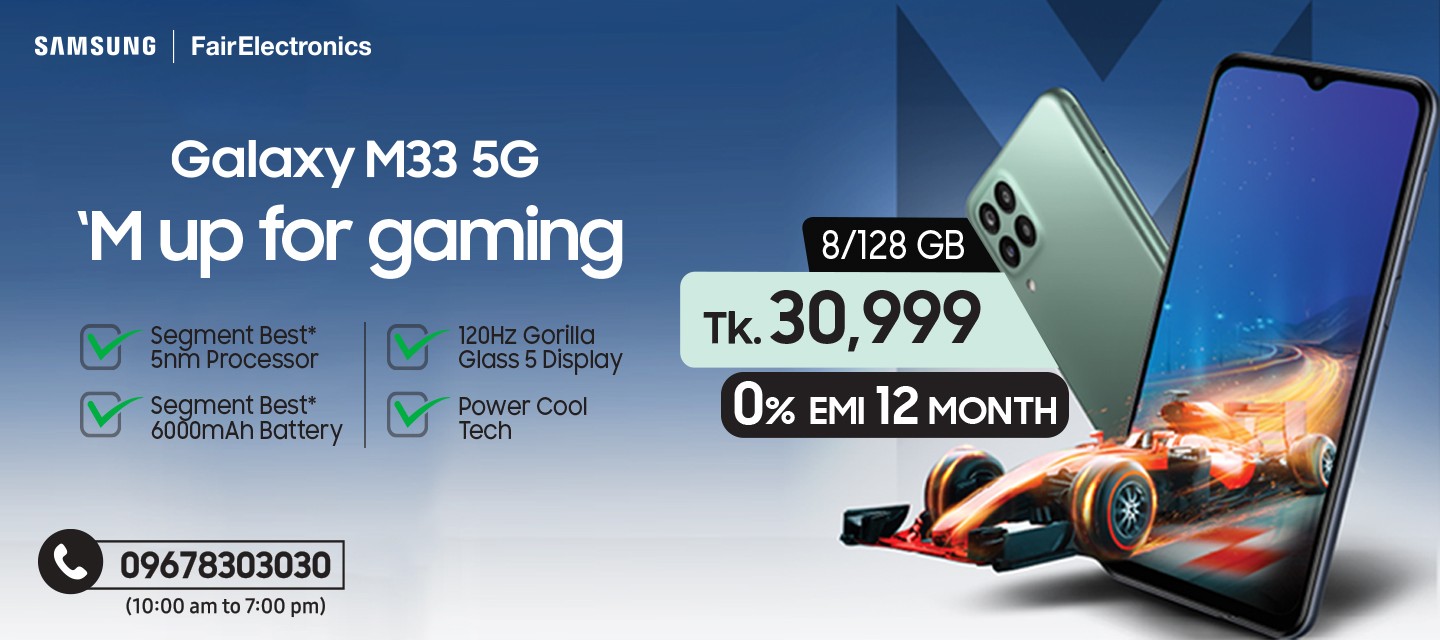 SAMSUNG | FairElectronics
Galaxy M33 5G
‘M up for gaming
Segment Best*
5nm Processor
120Hz Gorilla
Glass 5 Display
Segment Best*
6000mAh Battery
Power Cool
Tech
8/128 GB
Tk. 30,999
0% EMI 12 MONTH
09678303030
(10:00 am to 7:00 pm)